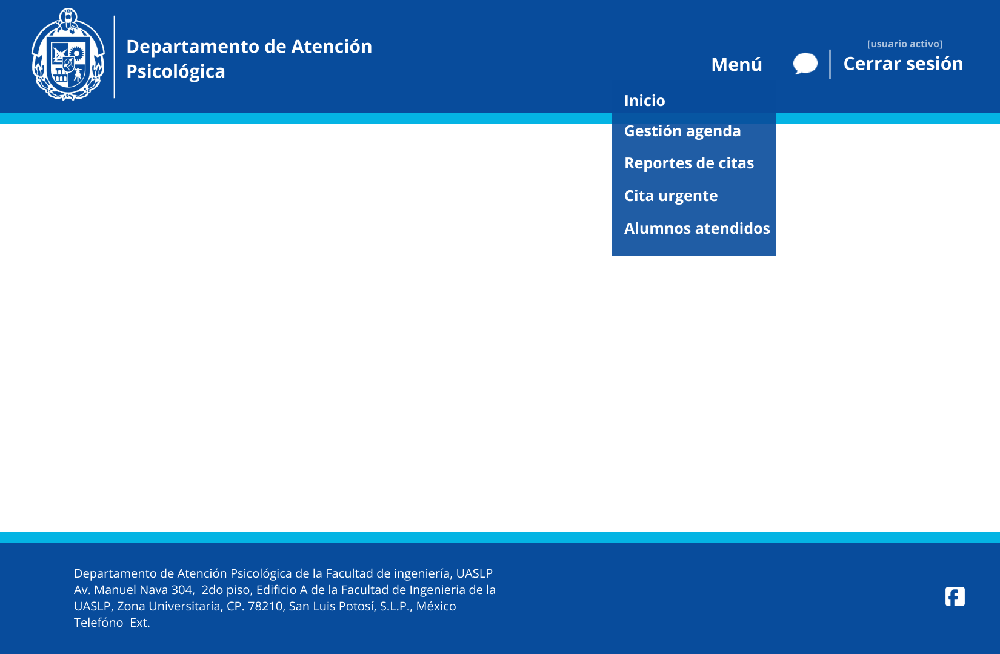 Departamento de Atención
Psicológica
Menú
[usuario activo]
Cerrar sesión
Inicio
Gestión agenda
Reportes de citas
Cita urgente
Alumnos atendidos
Departamento de Atención Psicológica de la Facultad de ingeniería, UASLP
Av. Manuel Nava 304,  2do piso, Edificio A de la Facultad de Ingenieria de la
UASLP, Zona Universitaria, CP. 78210, San Luis Potosí, S.L.P., México
Telefóno  Ext.